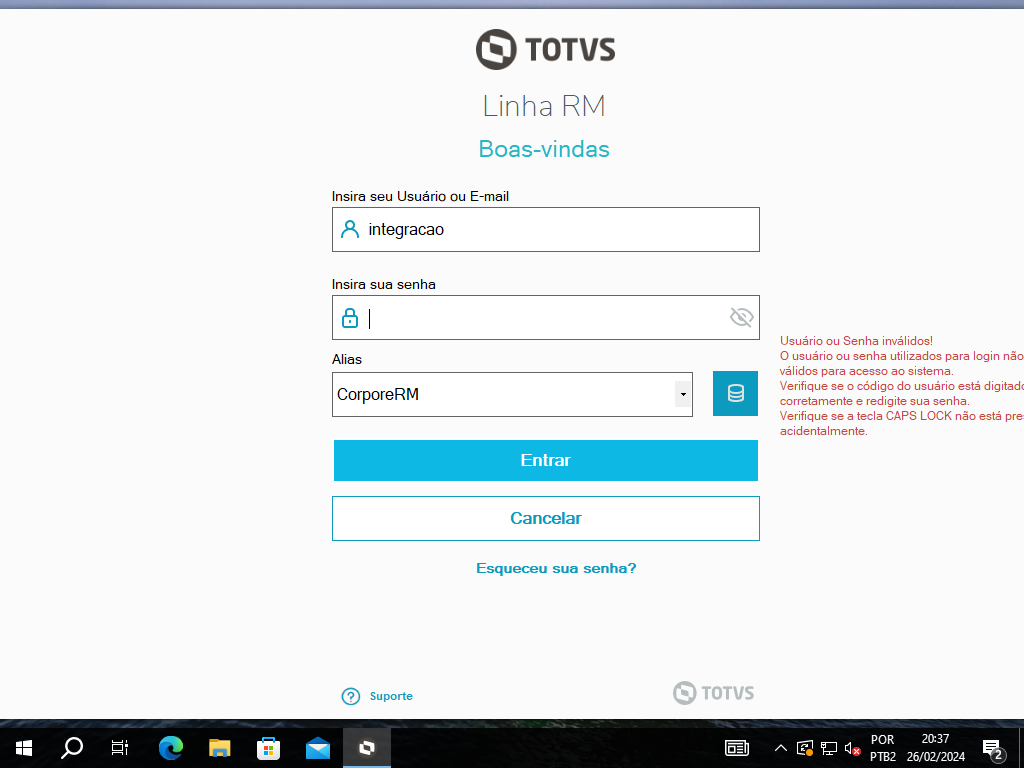 TOTVS
Linha RM
Boas-vindas
Insira seu Usuário ou E-mail
integracao
Insira sua senha
Alias
CorporeRM
Usuário ou Senha inválidos!
O usuário ou senha utilizados para login não
válidos para acesso ao sistema.
Verifique se o código do usuário está digitado
corretamente e redigite sua senha.
Verifique se a tecla CAPS LOCK não está pres
acidentalmente.
Entrar
Cancelar
Esqueceu sua senha?
Suporte
TOTVS
POR
PTB2
20:37
26/02/2024
2